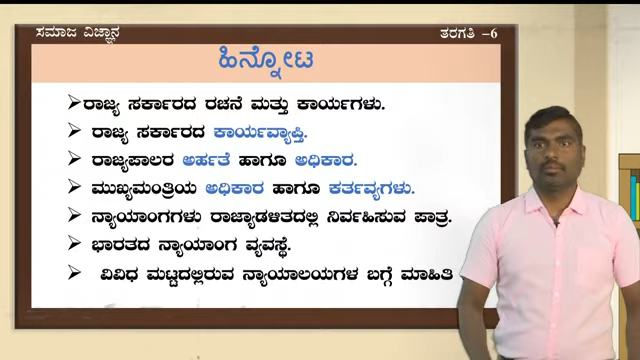 ಸಮಾಜ ವಿಜ್ಞಾನ
ತರಗತಿ -6
ಹಿನ್ನೋಟ
ರಾಜ್ಯ ಸರ್ಕಾರದ ರಚನೆ ಮತ್ತು ಕಾರ್ಯಗಳು.
ರಾಜ್ಯ ಸರ್ಕಾರದ ಕಾರ್ಯವ್ಯಾಪ್ತಿ.
ರಾಜ್ಯಪಾಲರ ಅರ್ಹತೆ ಹಾಗೂ ಅಧಿಕಾರ.
ಮುಖ್ಯಮಂತ್ರಿಯ ಅಧಿಕಾರ ಹಾಗೂ ಕರ್ತವ್ಯಗಳು.
ನ್ಯಾಯಾಂಗಗಳು ರಾಜ್ಯಾಡಳಿತದಲ್ಲಿ ನಿರ್ವಹಿಸುವ ಪಾತ್ರ.
ಭಾರತದ ನ್ಯಾಯಾಂಗ ವ್ಯವಸ್ಥೆ.
ವಿವಿಧ ಮಟ್ಟದಲ್ಲಿರುವ ನ್ಯಾಯಾಲಯಗಳ ಬಗ್ಗೆ ಮಾಹಿತಿ